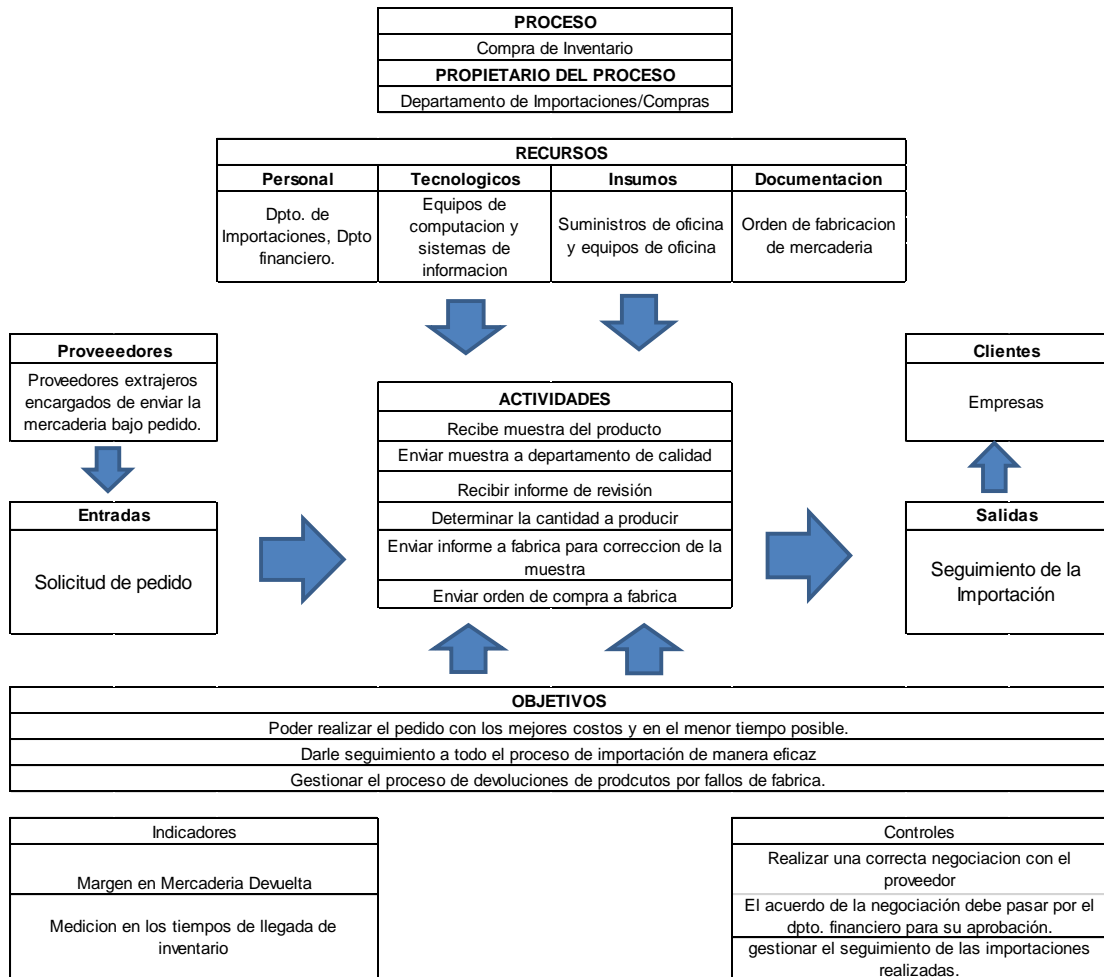 PROCESO
Compra de Inventario
PROPIETARIO DEL PROCESO
Departamento de Importaciones/Compras
RECURSOS
Personal
Tecnologicos
Insumos
Documentacion
Dpto. de
Importaciones, Dpto
financiero.
Equipos de
computacion y
sistemas de
informacion
Suministros de oficina
y equipos de oficina
Orden de fabricacion
de mercaderia
Proveeedores
Proveedores extrajeros
encargados de enviar la
mercaderia bajo pedido.
Clientes
Empresas
ACTIVIDADES
Recibe muestra del producto
Enviar muestra a departamento de calidad
Recibir informe de revisión
Determinar la cantidad a producir
Enviar informe a fabrica para correccion de la
muestra
Enviar orden de compra a fabrica
Entradas
Solicitud de pedido
Salidas
Seguimiento de la
Importación
OBJETIVOS
Poder realizar el pedido con los mejores costos y en el menor tiempo posible.
Darle seguimiento a todo el proceso de importación de manera eficaz
Gestionar el proceso de devoluciones de prodcutos por fallos de fabrica.
Indicadores
Margen en Mercaderia Devuelta
Medicion en los tiempos de llegada de
inventario
Controles
Realizar una correcta negociacion con el
proveedor
El acuerdo de la negociación debe pasar por el
dpto. financiero para su aprobación.
gestionar el seguimiento de las importaciones
realizadas.